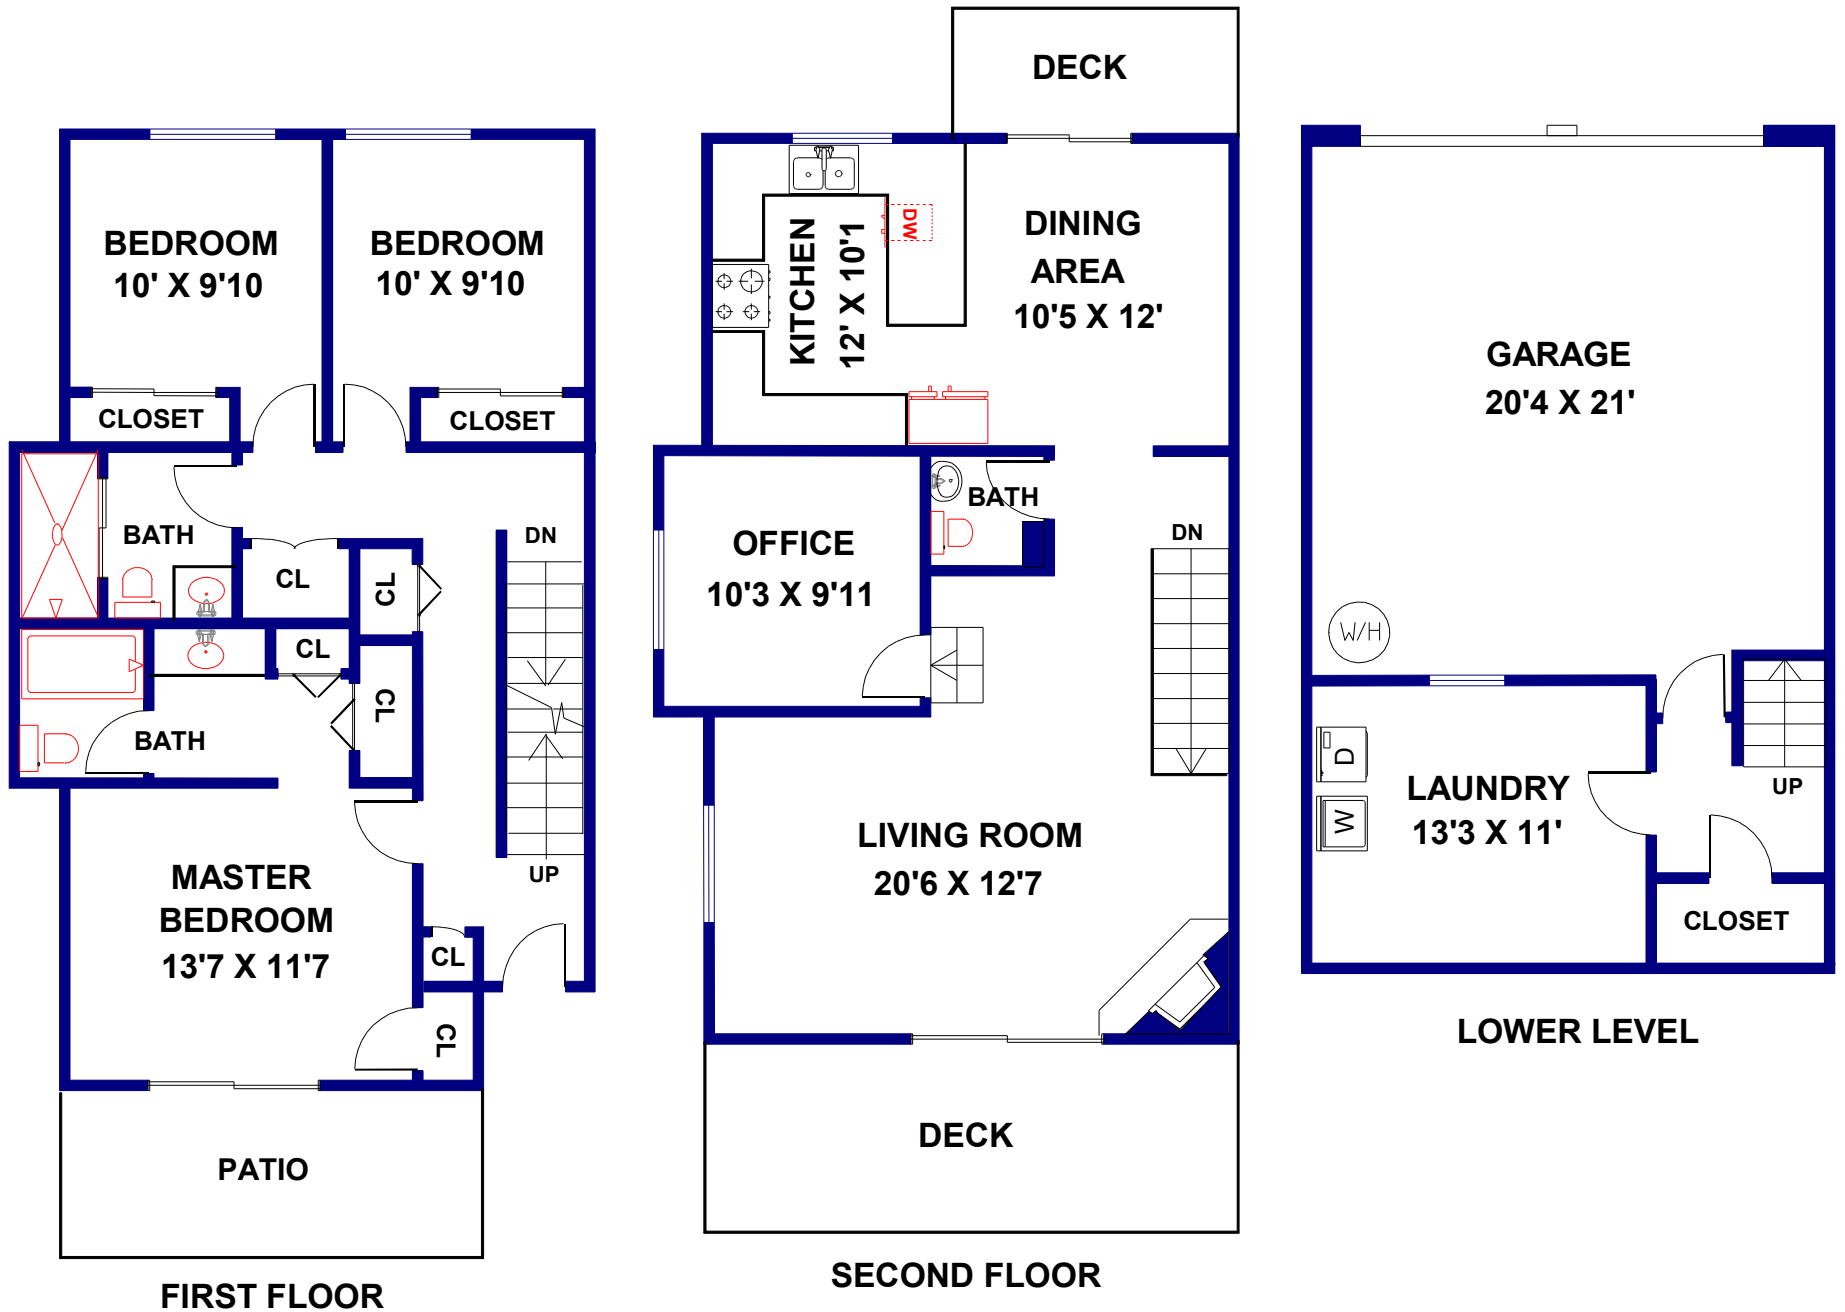 BEDROOM
10' X 9'10
BEDROOM
10' X 9'10
CLOSET
CLOSET
BATH
CL
CL
DN
CL
CL
BATH
UP
MASTER
BEDROOM
13'7 X 11'7
CL
CL
PATIO
FIRST FLOOR
DECK
KITCHEN
12' X 10'1
DW
DINING
AREA
10'5 X 12'
OFFICE
10'3 X 9'11
BATH
DN
LIVING ROOM
20'6 X 12'7
DECK
SECOND FLOOR
GARAGE
20'4 X 21'
W/H
D
W
LAUNDRY
13'3 X 11'
UP
CLOSET
LOWER LEVEL